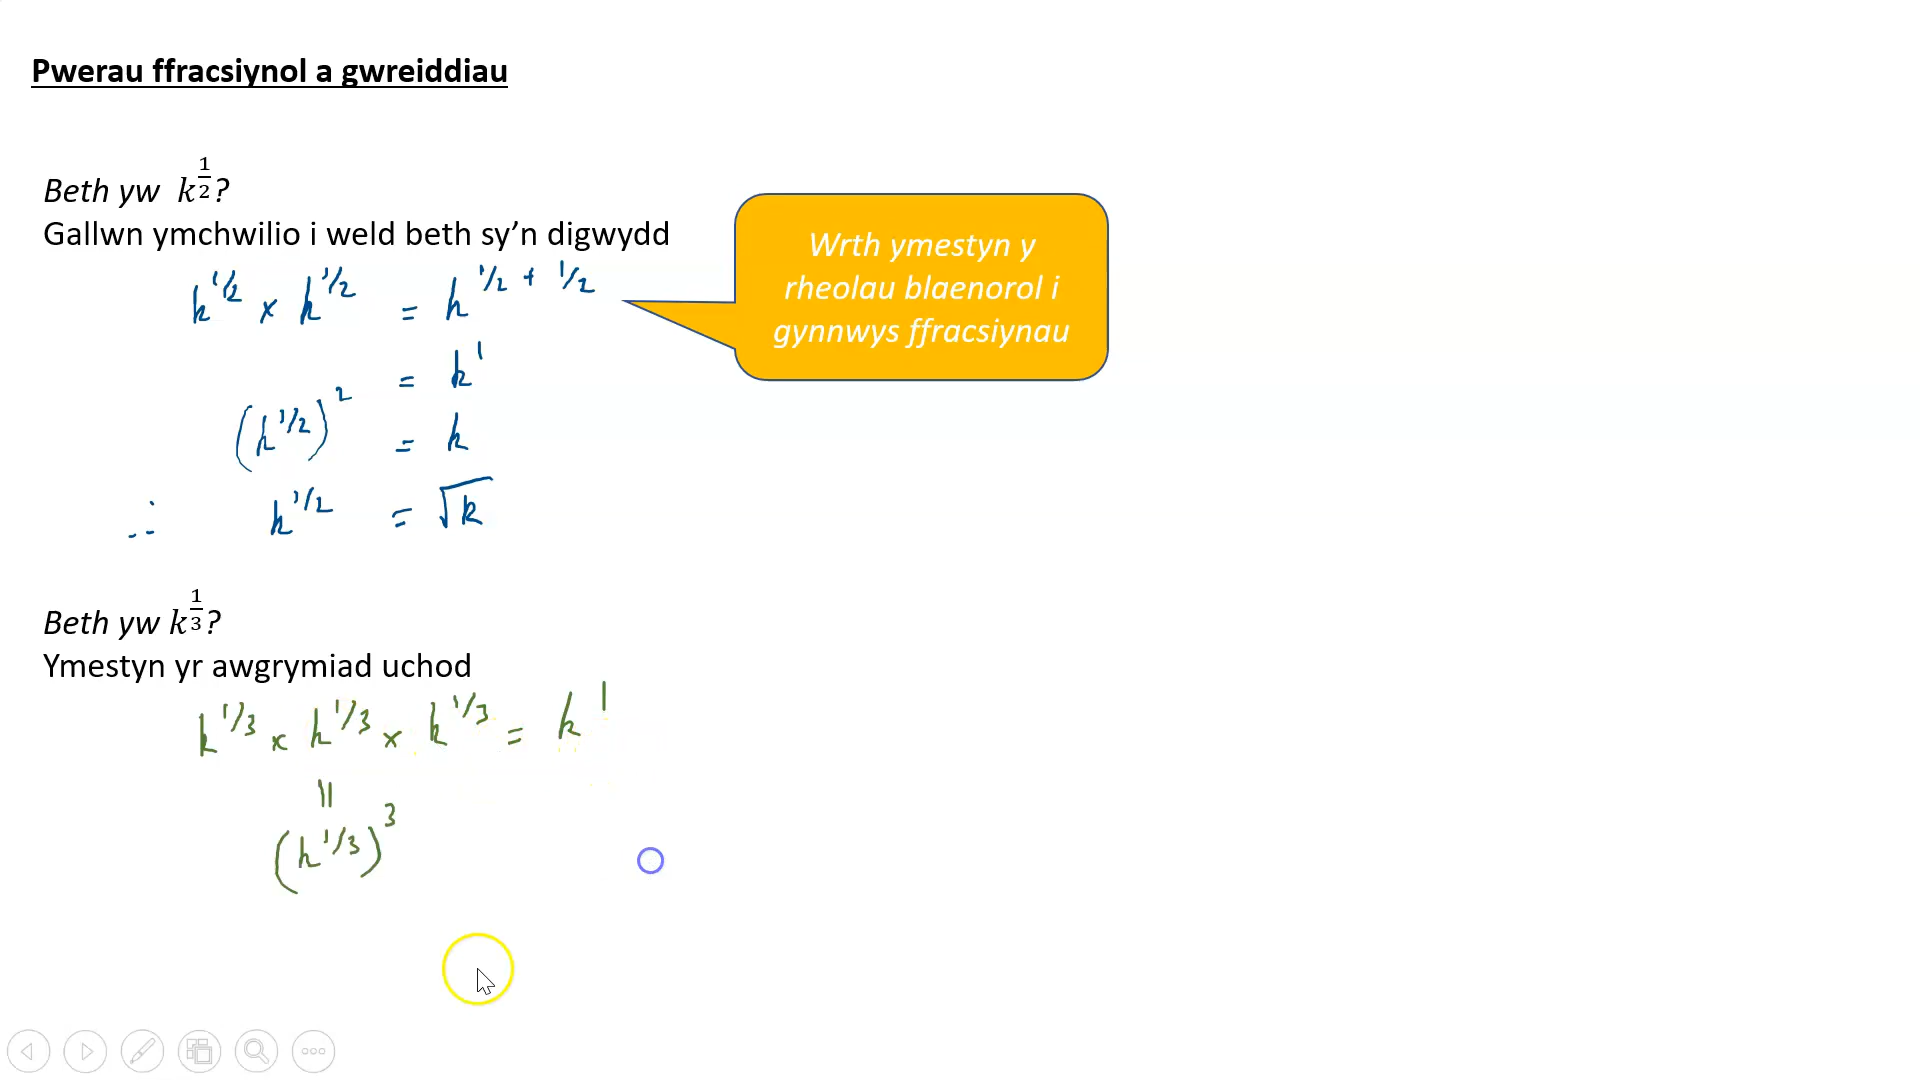 Pwerau ffracsiynol a gwreiddiau
Beth yw k^{1/2}?
Gallwn ymchwilio i weld beth sy’n digwydd
k^{1/2} × k^{1/2} = k^{1/2 + 1/2}
Wrth ymestyn y
rheolau blaenorol i
gynnwys ffracsiynau
= k^1
(k^{1/2})^2 = k
∴ k^{1/2} = √k
Beth yw k^{1/3}?
Ymestyn yr awgrymiad uchod
k^{1/3} × k^{1/3} × k^{1/3} = k^1
=
(k^{1/3})^3